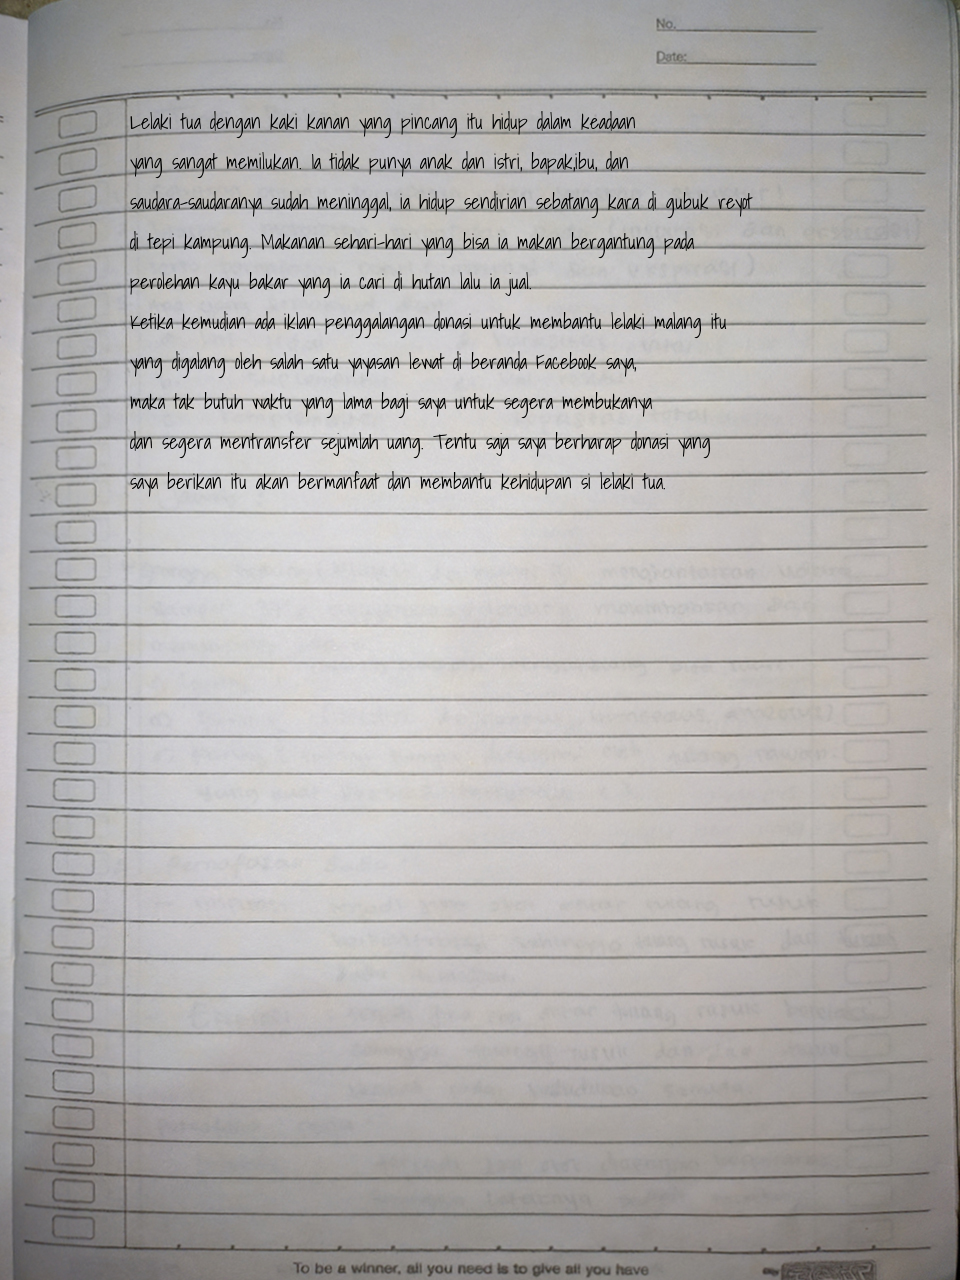 No.
Date:
Lelaki tua dengan kaki kanan yang pincang itu hidup dalam keadaan
yang sangat memilukan. Ia tidak punya anak dan istri, bapak,ibu, dan
saudara-saudaranya sudah meninggal, ia hidup sendirian sebatang kara di gubuk reyot
di tepi kampung. Makanan sehari-hari yang bisa ia makan bergantung pada
perolehan kayu bakar yang ia cari di hutan lalu ia jual.
Ketika kemudian ada iklan penggalangan donasi untuk membantu lelaki malang itu
yang digalang oleh salah satu yayasan lewat di beranda Facebook saya,
maka tak butuh waktu yang lama bagi saya untuk segera membukanya
dan segera mentransfer sejumlah uang. Tentu saja saya berharap donasi yang
saya berikan itu akan bermanfaat dan membantu kehidupan si lelaki tua.
To be a winner, all you need is to give all you have